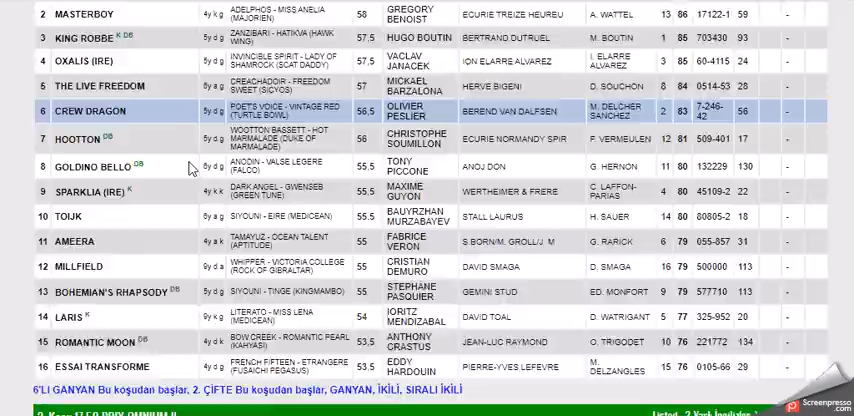 2 MASTERBOY 4y k g ADELPHOS - MISS ANELIA (MAJORIEN) 58 GREGORY BENOIST ECURIE TREIZE HEUREU A. WATTEL 13 86 17122-1 59 -
3 KING ROBBE K DB 5y d g ZANZIBARI - HATIKVA (HAWK WING) 57,5 HUGO BOUTIN BERTRAND DUTRUEL M. BOUTIN 1 85 703430 93 -
4 OXALIS (IRE) INVINCIBLE SPIRIT - LADY OF SHAMROCK (SCAT DADDY) 57,5 VACLAV JANACEK ION ELARRE ALVAREZ I. ELARRE ALVAREZ 3 85 60-4115 24 -
5 THE LIVE FREEDOM CREACHADOIR - FREEDOM SWEET (SICYOS) 57 MICKAEL BARZALONA HERVE BIGENI D. SOUCHON 8 84 0514-53 28 -
6 CREW DRAGON 5y d g POET'S VOICE - VINTAGE RED (TURTLE BOWL) 56,5 OLIVIER PESLIER BEREND VAN DALFSEN M. DELCHER SANCHEZ 2 83 7-246-42 56 -
7 HOOTTON DB 5y d g WOOTTON BASSETT - HOT MARMALADE (DUKE OF MARMALADE) 56 CHRISTOPHE SOUMILLON ECURIE NORMANDY SPIR P. VERMEULEN 12 81 509-401 17 -
8 GOLDINO BELLO DB 6y d g ANODIN - VALSE LEGERE (FALCO) 55,5 TONY PICCONE ANOJ DON G. HERNON 11 80 132229 130 -
9 SPARKLIA (IRE) K 4y k k DARK ANGEL - GWENSEB (GREEN TUNE) 55,5 MAXIME GUYON WERTHEIMER & FRERE C. LAFFON-PARIAS 4 80 45109-2 22 -
10 TOIJK SIYOUNI - EIRE (MEDICEAN) 55,5 BAUYRZHAN MURZABAYEV STALL LAURUS H. SAUER 14 80 80805-2 18 -
11 AMEERA 4y a k TAMAYUZ - OCEAN TALENT (APTITUDE) 55 FABRICE VERON S.BORN/M. GROLL/J M G. RARICK 6 79 055-857 31 -
12 MILLFIELD 9y d a WHIPPER - VICTORIA COLLEGE (ROCK OF GIBRALTAR) 55 CRISTIAN DEMURO DAVID SMAGA D. SMAGA 16 79 500000 113 -
13 BOHEMIAN'S RHAPSODY DB 5y d g SIYOUNI - TINGE (KINGMAMBO) 55 STEPHANE PASQUIER GEMINI STUD ED. MONFORT 9 79 577710 113 -
14 LARIS K 9y k g LITERATO - MISS LENA (MEDICEAN) 54 IORITZ MENDIZABAL DAVID TOAL D. WATRIGANT 5 77 325-952 20 -
15 ROMANTIC MOON DB 4y d k BOW CREEK - ROMANTIC PEARL (KAHYASI) 53,5 ANTHONY CRASTUS JEAN-LUC RAYMOND O. TRIGODET 10 76 221772 134 -
16 ESSAI TRANSFORME 4y d g FRENCH FIFTEEN - ETRANGERE (FUSAICHI PEGASUS) 53,5 EDDY HARDOUIN PIERRE-YVES LEFEVRE M. DELZANGLES 15 76 0105-66 29 -
6'LI GANYAN Bu koşudan başlar, 2. ÇİFTE Bu koşudan başlar, GANYAN, İKİLİ, SIRALI İKİLİ
Screenpresso